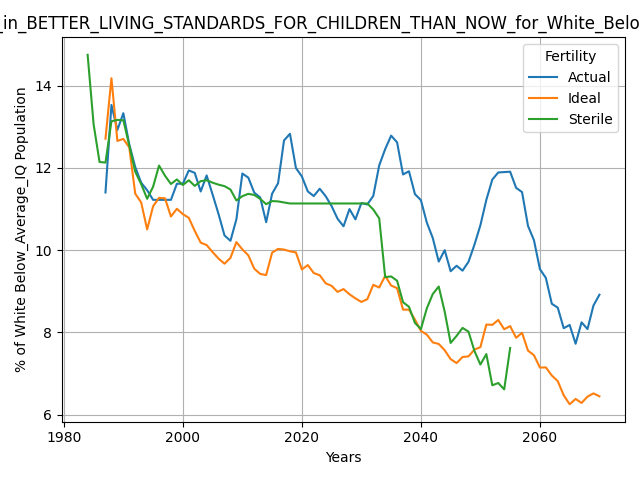 _in_BETTER_LIVING_STANDARDS_FOR_CHILDREN_THAN_NOW_for_White_Belo
Fertility
Actual
Ideal
Sterile
% of White Below_Average_IQ Population
14
12
10
8
6
1980
2000
2020
2040
2060
Years